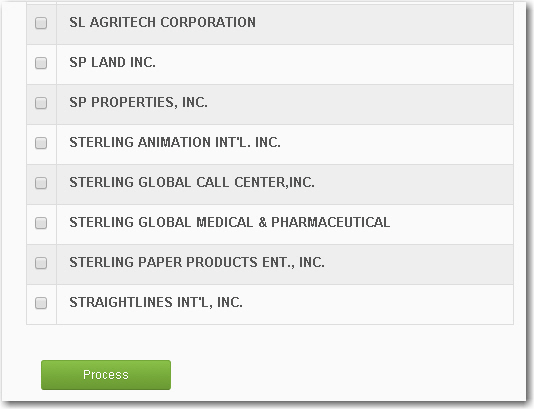 SL AGRITECH CORPORATION
SP LAND INC.
SP PROPERTIES, INC.
STERLING ANIMATION INT'L. INC.
STERLING GLOBAL CALL CENTER,INC.
STERLING GLOBAL MEDICAL & PHARMACEUTICAL
STERLING PAPER PRODUCTS ENT., INC.
STRAIGHTLINES INT'L, INC.
Process